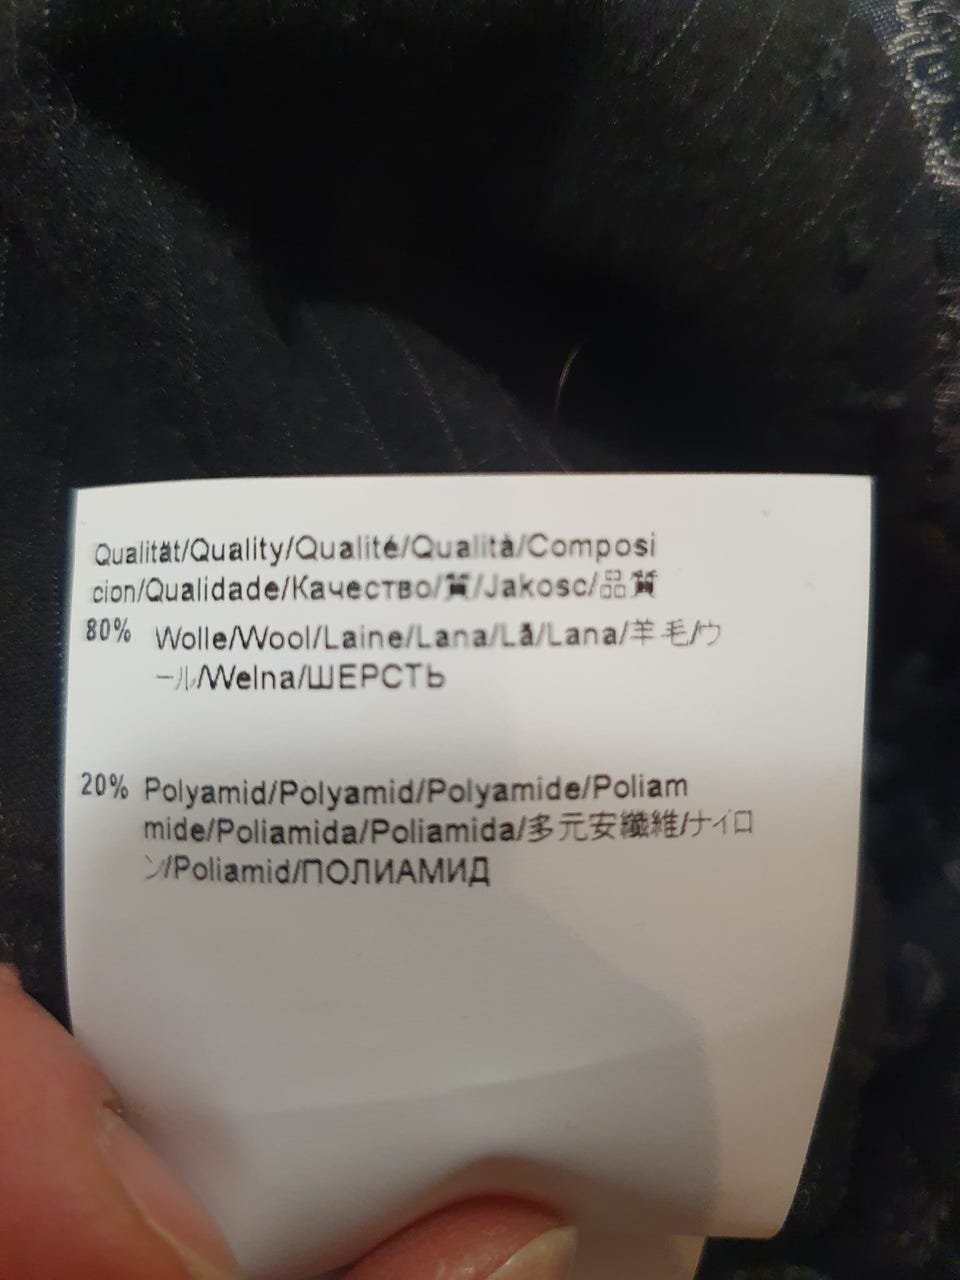 Qualität/Quality/Qualité/Qualità/Composi
cion/Qualidade/Качество/質/Jakosc/品質
80% Wolle/Wool/Laine/Lana/Lã/Lana/羊毛/ウ
ール/Welna/ШЕРСТЬ
20% Polyamid/Polyamid/Polyamide/Poliam
mide/Poliamida/Poliamida/多元安纖維/ナイロ
ン/Poliamid/ПОЛИАМИД